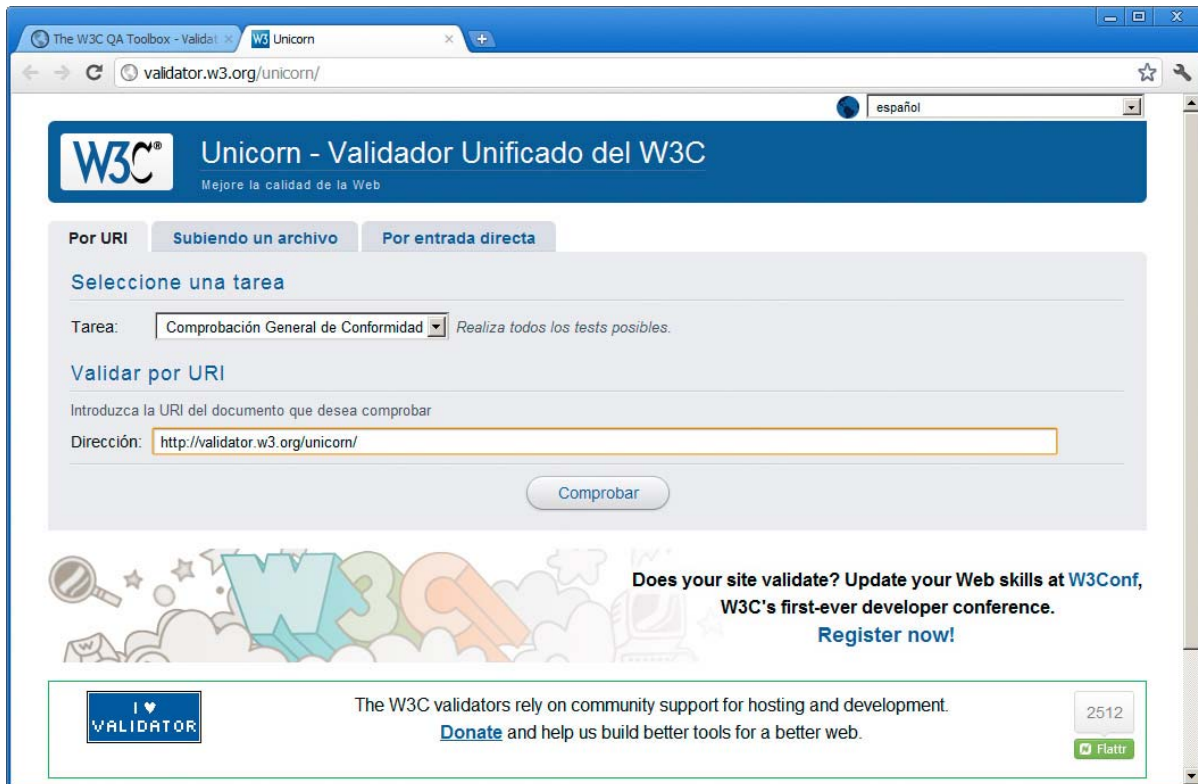 The W3C QA Toolbox - Validat
W3 Unicorn
validator.w3.org/unicorn/
español
W3C® Unicorn - Validador Unificado del W3C
Mejore la calidad de la Web
Por URI Subiendo un archivo Por entrada directa
Seleccione una tarea
Tarea: Comprobación General de Conformidad Realiza todos los tests posibles.
Validar por URI
Introduzca la URI del documento que desea comprobar
Dirección: http://validator.w3.org/unicorn/
Comprobar
W3C
Does your site validate? Update your Web skills at W3Conf,
W3C's first-ever developer conference.
Register now!
I ♥
VALIDATOR
The W3C validators rely on community support for hosting and development.
Donate and help us build better tools for a better web.
2512
Flattr